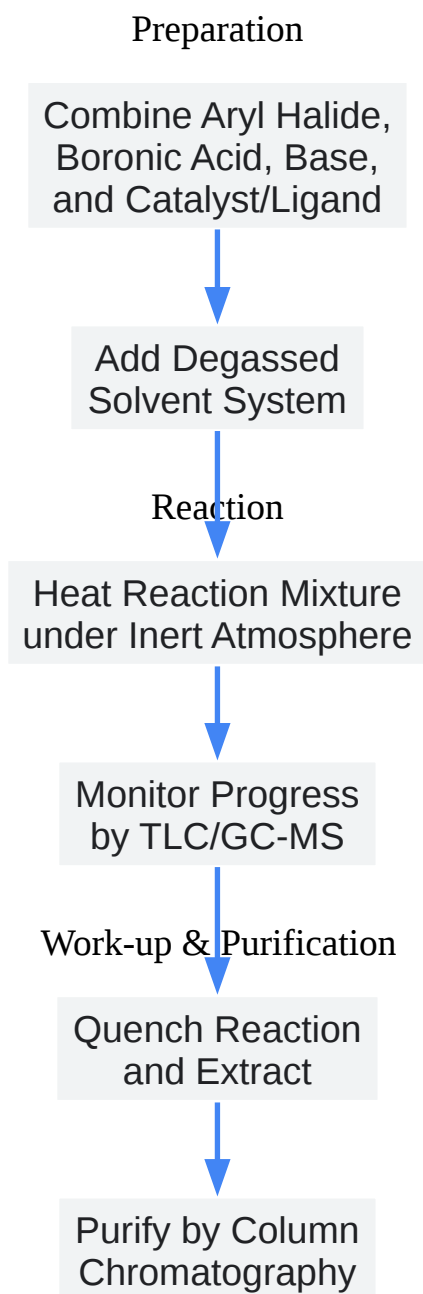 Preparation
Combine Aryl Halide,
Boronic Acid, Base,
and Catalyst/Ligand
Add Degassed
Solvent System
Reaction
Heat Reaction Mixture
under Inert Atmosphere
Monitor Progress
by TLC/GC-MS
Work-up & Purification
Quench Reaction
and Extract
Purify by Column
Chromatography